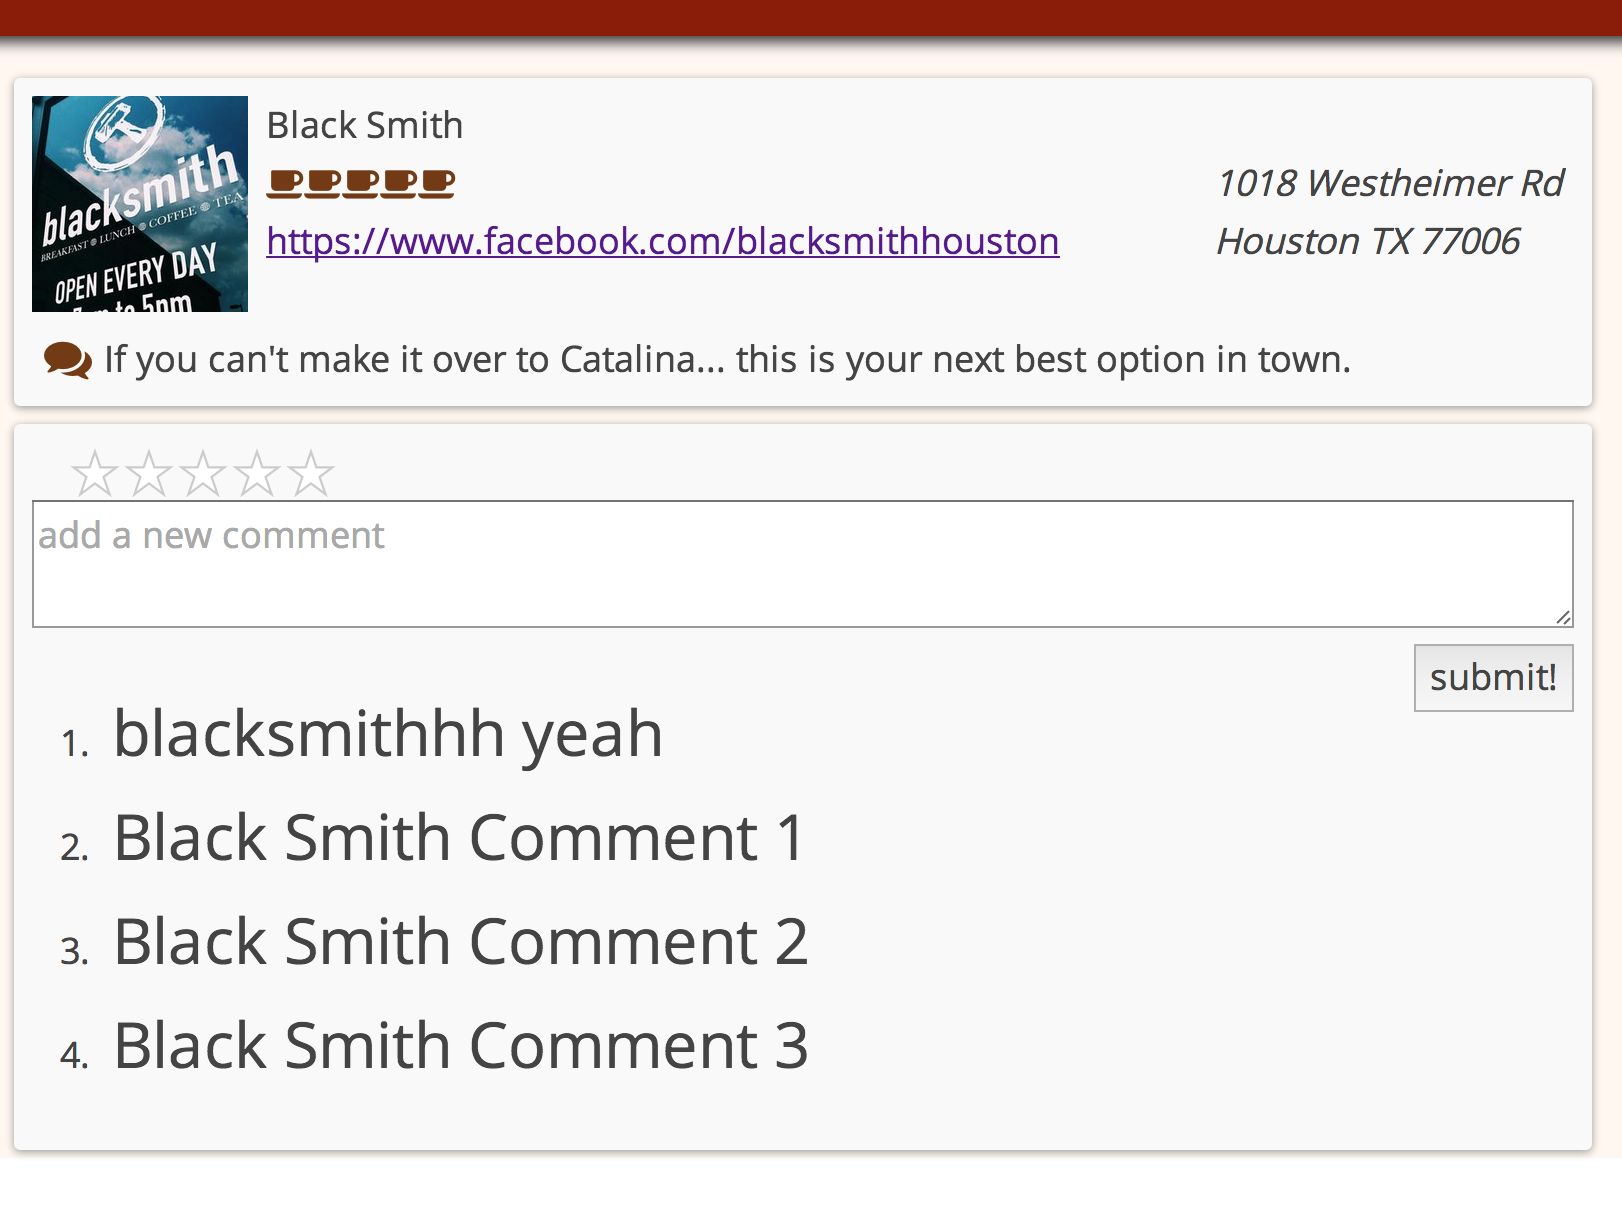 blacksmith
BREAKFAST LUNCH COFFEE TEA
OPEN EVERY DAY
to 5pm
Black Smith
https://www.facebook.com/blacksmithhouston
1018 Westheimer Rd
Houston TX 77006
If you can't make it over to Catalina... this is your next best option in town.
add a new comment
submit!
1. blacksmithhh yeah
2. Black Smith Comment 1
3. Black Smith Comment 2
4. Black Smith Comment 3